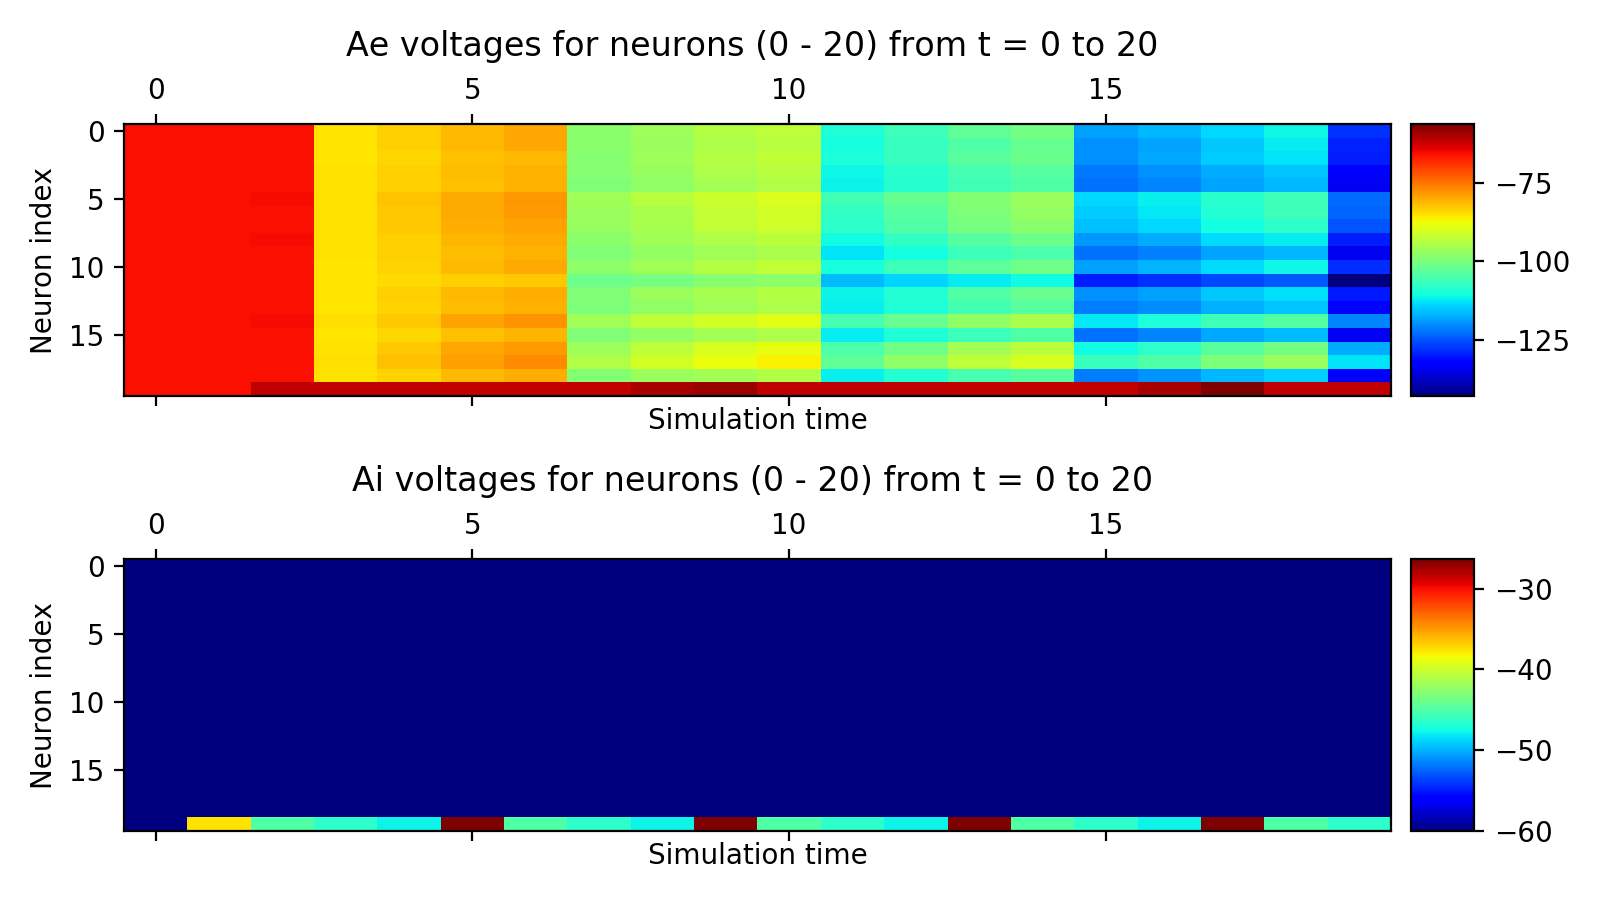 Ae voltages for neurons (0 - 20) from t = 0 to 20
0 5 10 15
0
5
10
15
Neuron index
Simulation time
−75
−100
−125
Ai voltages for neurons (0 - 20) from t = 0 to 20
0 5 10 15
0
5
10
15
Neuron index
Simulation time
−30
−40
−50
−60